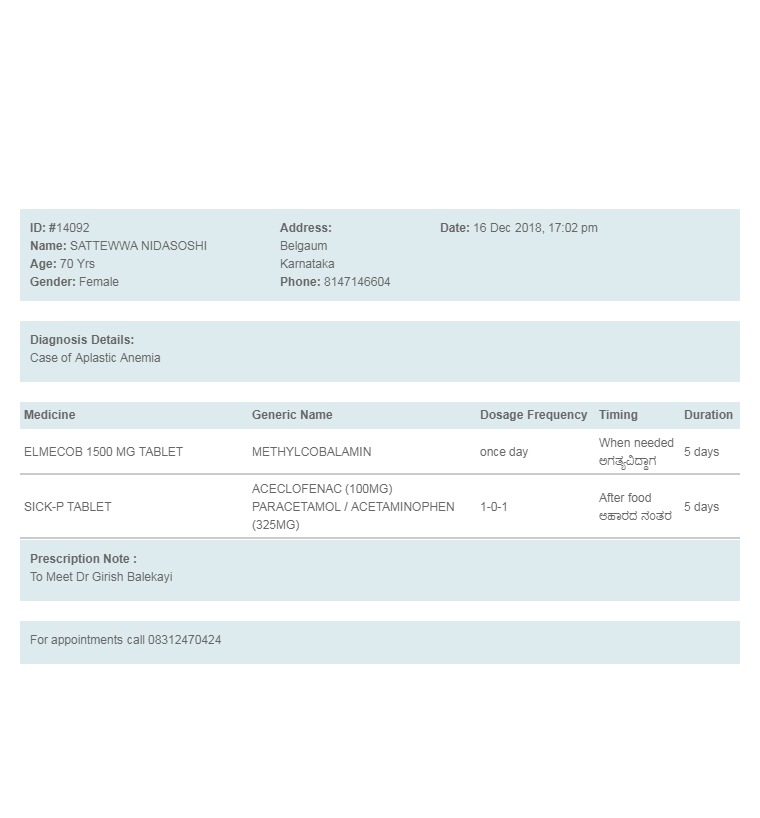 ID: #14092
Name: SATTEWWA NIDASOSHI
Age: 70 Yrs
Gender: Female
Address:
Belgaum
Karnataka
Phone: 8147146604
Date: 16 Dec 2018, 17:02 pm
Diagnosis Details:
Case of Aplastic Anemia
Medicine Generic Name Dosage Frequency Timing Duration
ELMECOB 1500 MG TABLET METHYLCOBALAMIN once day When needed 5 days
ಅಗತ್ಯವಿದ್ದಾಗ
SICK-P TABLET ACECLOFENAC (100MG) 1-0-1 After food 5 days
PARACETAMOL / ACETAMINOPHEN ಅಹಾರದ ನಂತರ
(325MG)
Prescription Note :
To Meet Dr Girish Balekayi
For appointments call 08312470424